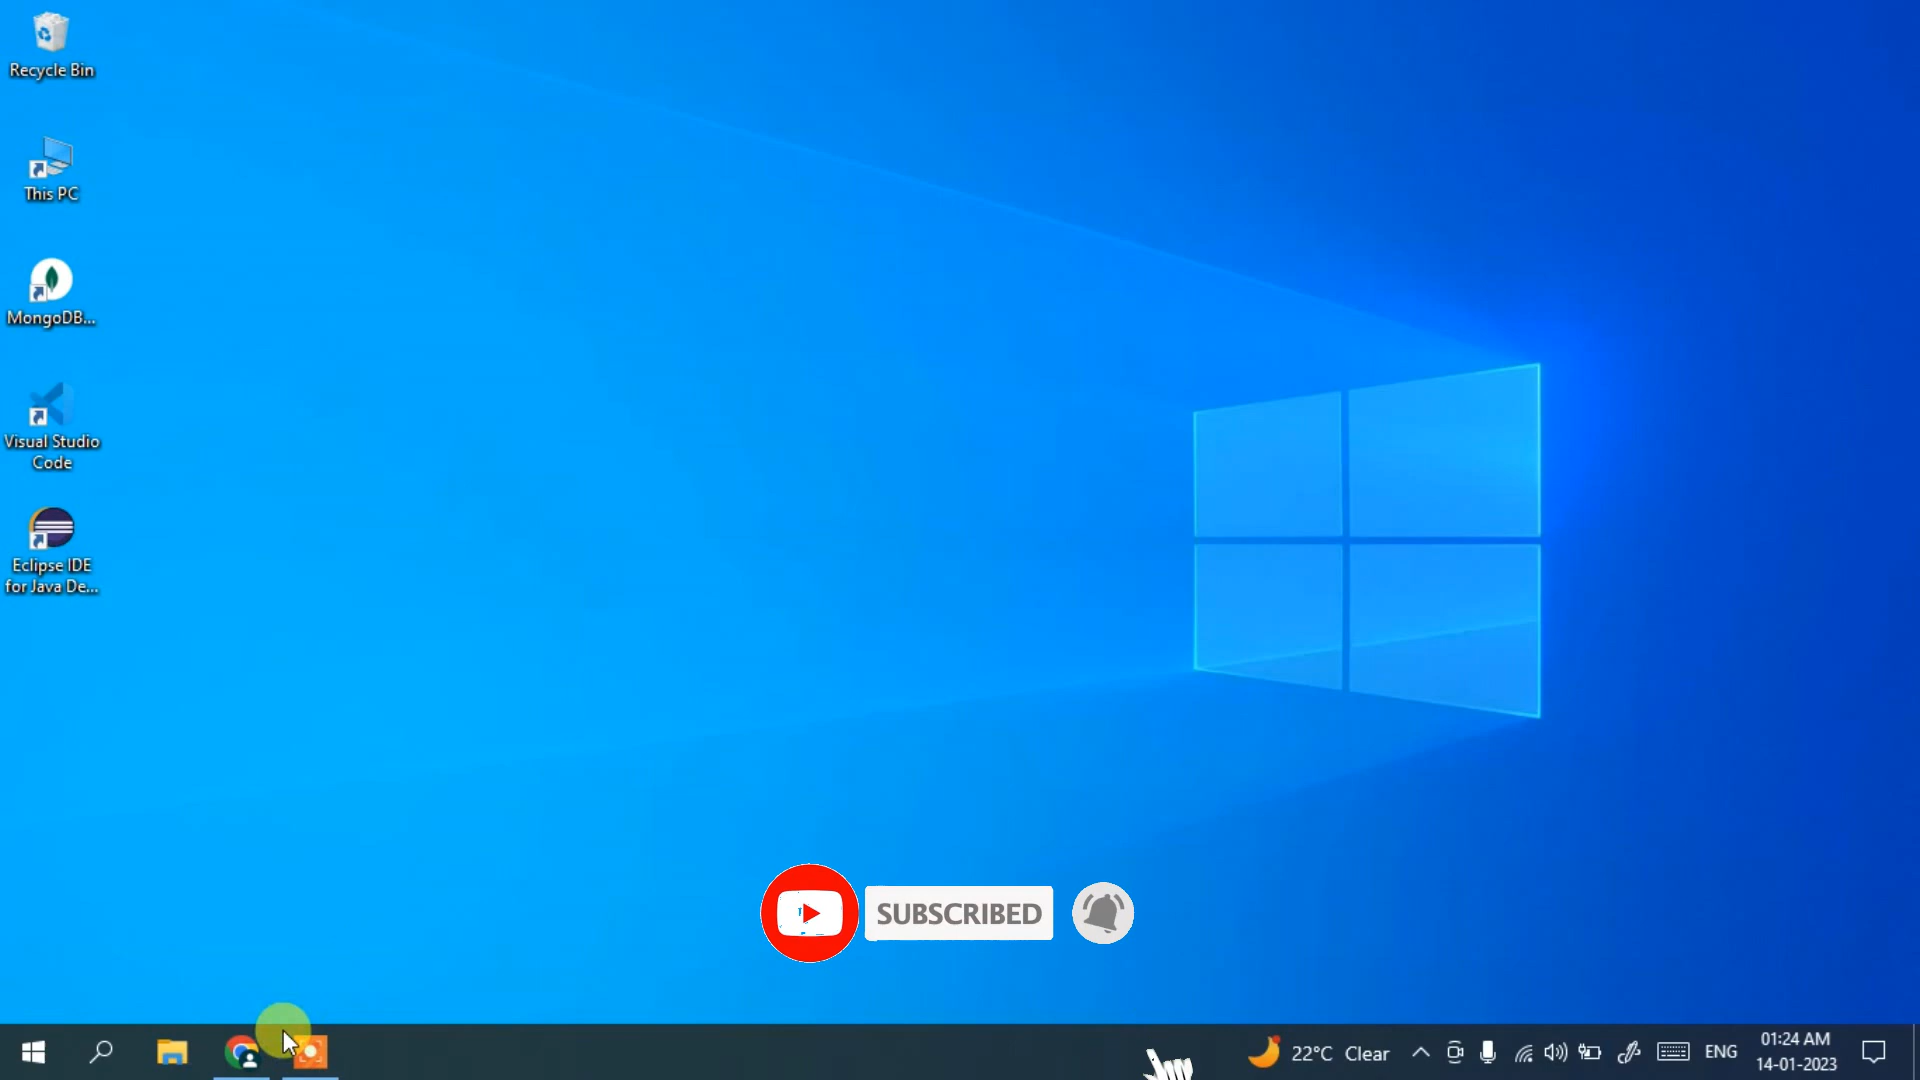 Recycle Bin
This PC
MongoDB...
Visual Studio
Code
Eclipse IDE
for Java De...
SUBSCRIBED
22°C Clear
ENG
01:24 AM
14-01-2023